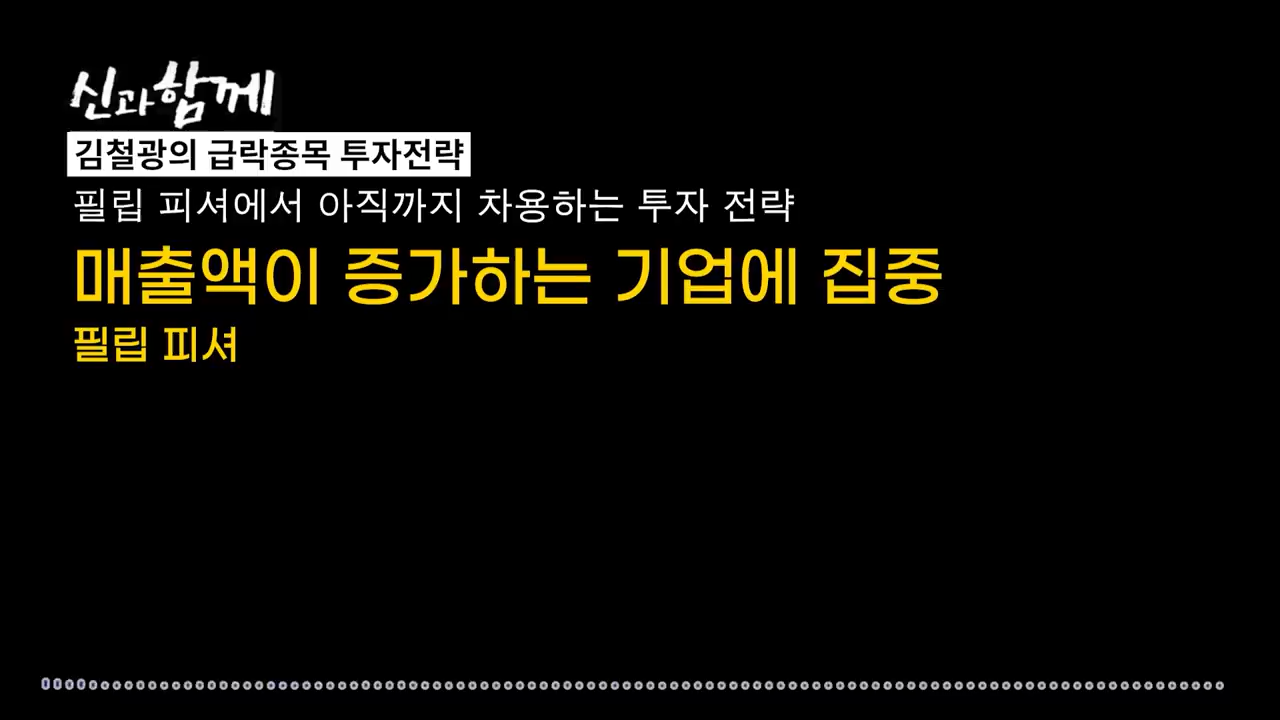 신과함께
김철광의 급락종목 투자전략
필립 피셔에서 아직까지 차용하는 투자 전략
매출액이 증가하는 기업에 집중
필립 피셔